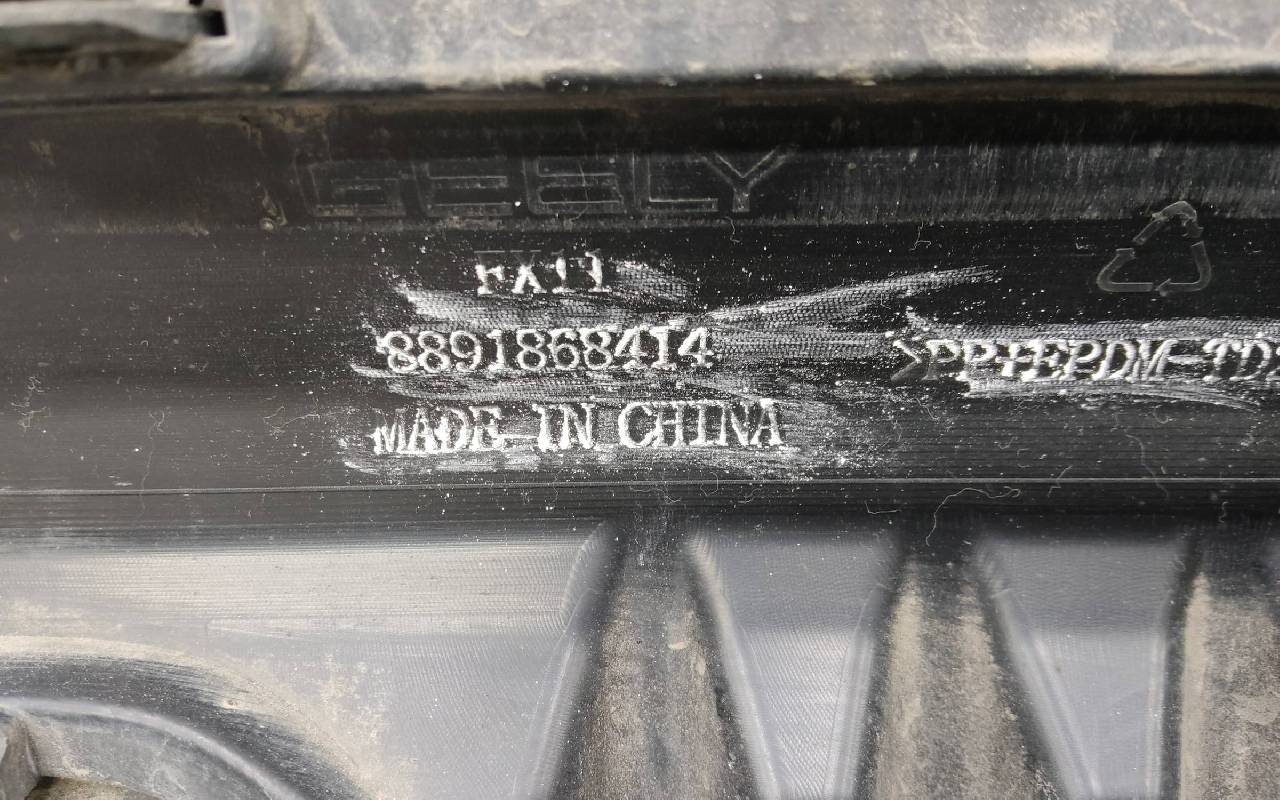 GEELY
FX11
8891868414
MADE IN CHINA
>PP+EPDM-TD